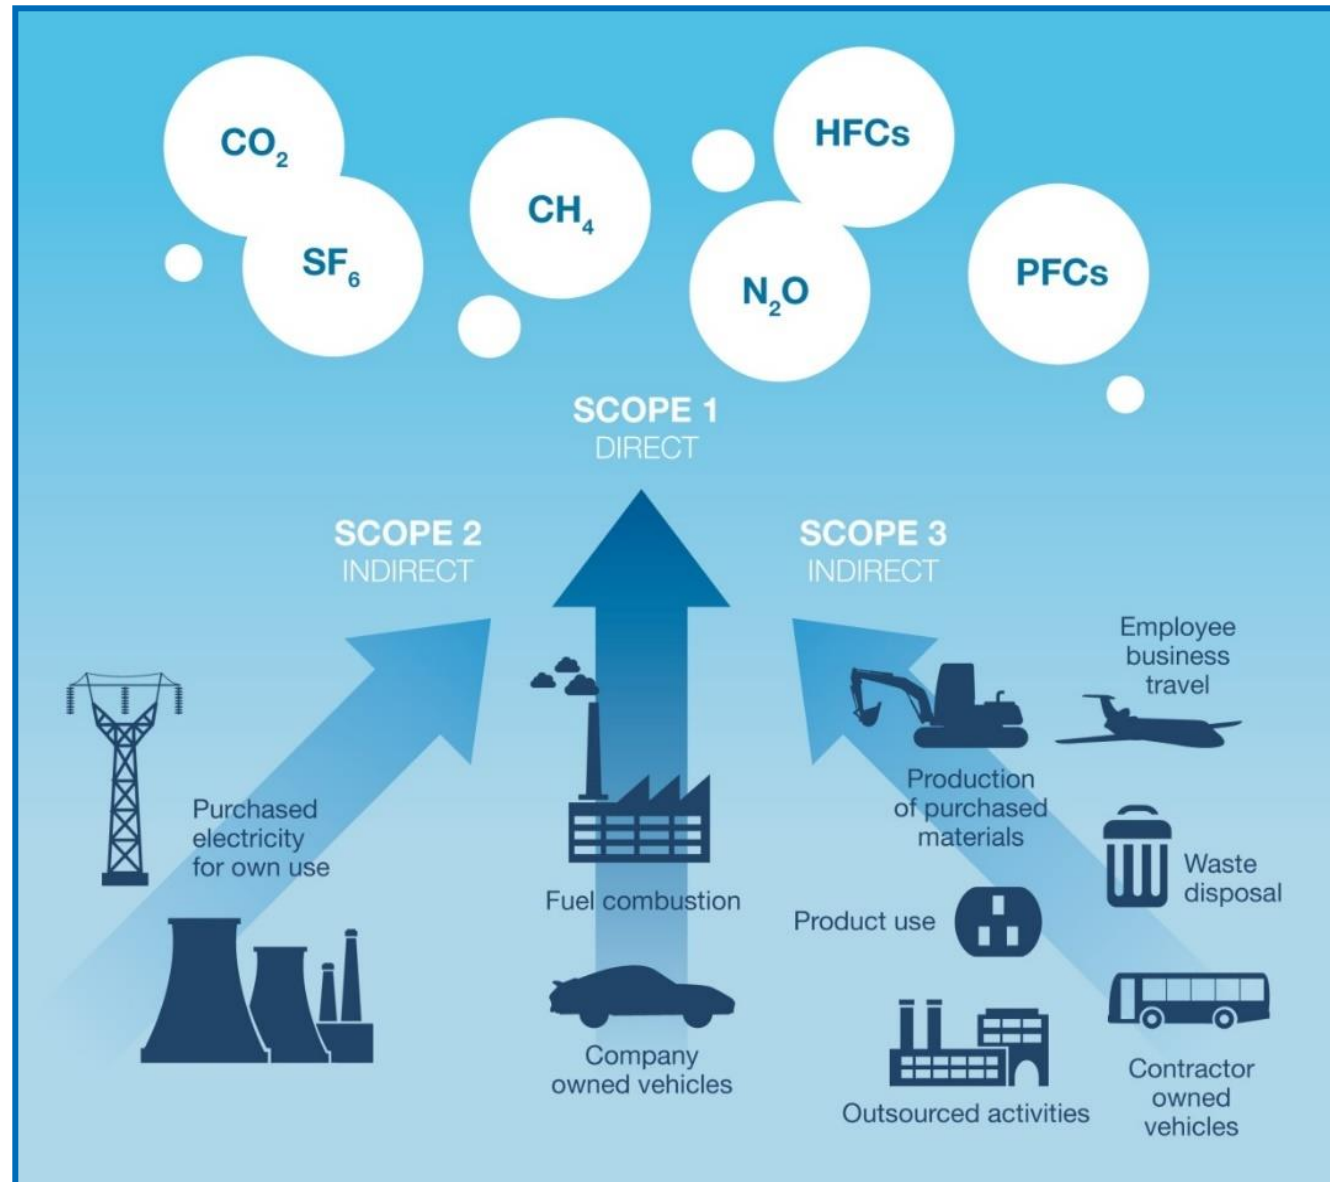 CO₂
SF₆
CH₄
HFCs
N₂O
PFCs
SCOPE 1
DIRECT
SCOPE 2
INDIRECT
SCOPE 3
INDIRECT
Purchased
electricity
for own use
Fuel combustion
Company
owned vehicles
Employee
business
travel
Production
of purchased
materials
Waste
disposal
Product use
Outsourced activities
Contractor
owned
vehicles